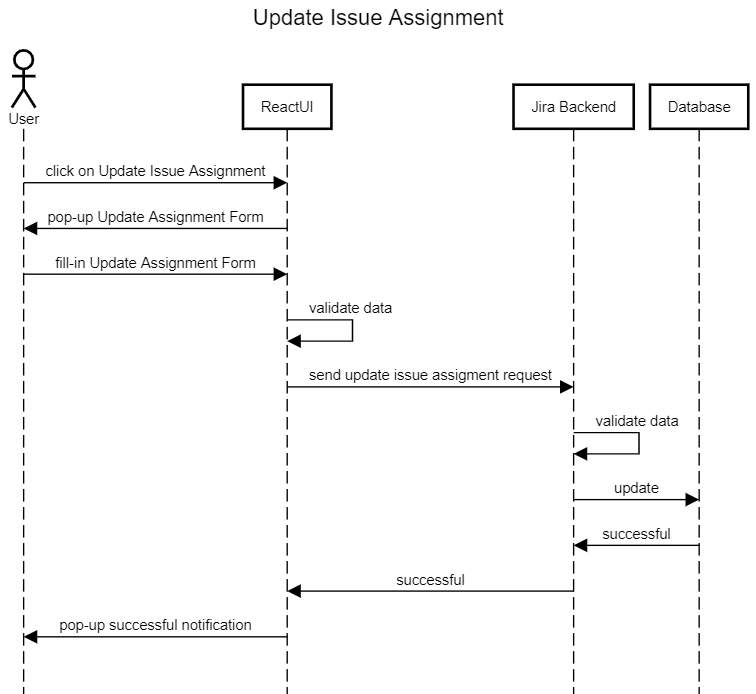 Update Issue Assignment
User
ReactUI
Jira Backend
Database
click on Update Issue Assignment
pop-up Update Assignment Form
fill-in Update Assignment Form
validate data
send update issue assigment request
validate data
update
successful
successful
pop-up successful notification